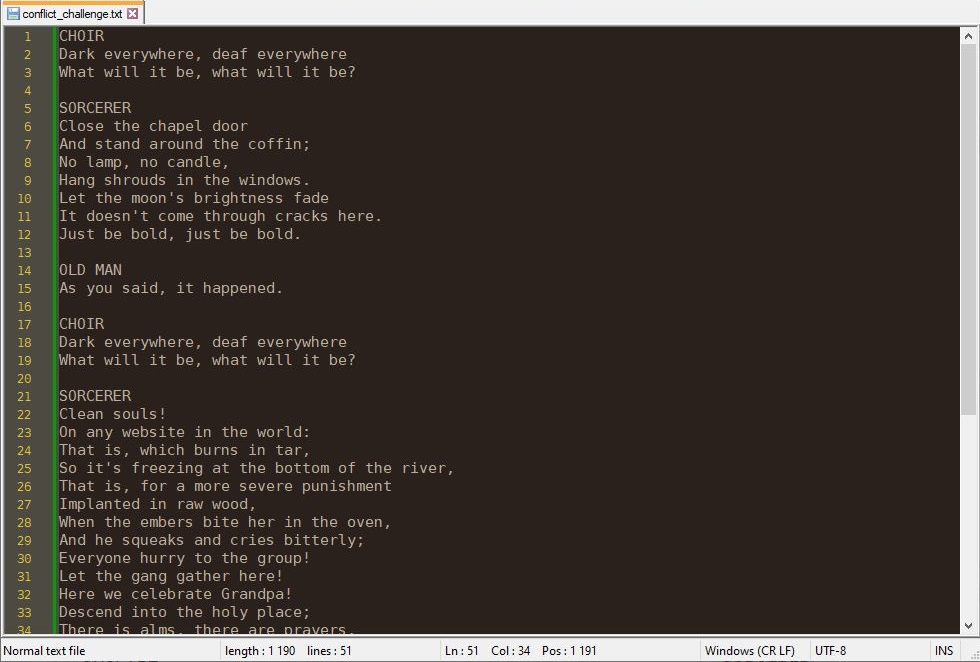 conflict_challenge.txt
1 CHOIR
2 Dark everywhere, deaf everywhere
3 What will it be, what will it be?
4
5 SORCERER
6 Close the chapel door
7 And stand around the coffin;
8 No lamp, no candle,
9 Hang shrouds in the windows.
10 Let the moon's brightness fade
11 It doesn't come through cracks here.
12 Just be bold, just be bold.
13
14 OLD MAN
15 As you said, it happened.
16
17 CHOIR
18 Dark everywhere, deaf everywhere
19 What will it be, what will it be?
20
21 SORCERER
22 Clean souls!
23 On any website in the world:
24 That is, which burns in tar,
25 So it's freezing at the bottom of the river,
26 That is, for a more severe punishment
27 Implanted in raw wood,
28 When the embers bite her in the oven,
29 And he squeaks and cries bitterly;
30 Everyone hurry to the group!
31 Let the gang gather here!
32 Here we celebrate Grandpa!
33 Descend into the holy place;
34 There is alms, there are prayers,
Normal text file length : 1 190 lines : 51 Ln : 51 Col : 34 Pos : 1 191 Windows (CR LF) UTF-8 INS